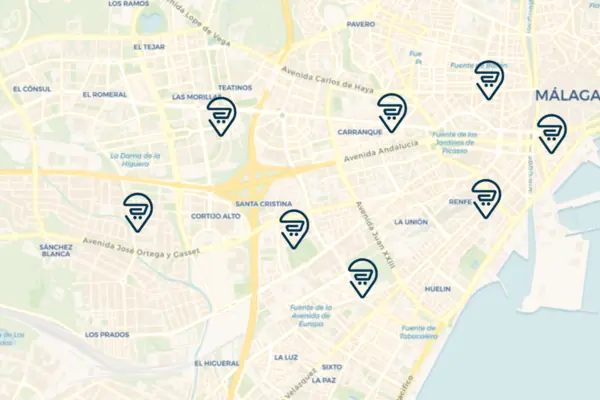 LOS RAMOS
Avenida Lope de Vega
PAVERO
EL TEJAR
Fuente
Avenida Carlos de Haya
TEATINOS
EL CÓNSUL
EL ROMERAL
LAS MORILLAS
MÁLAGA
CARRANQUE
Fuente de los
Jardines de
Picasso
Avenida Andalucía
La Dama de la
Higuera
SANTA CRISTINA
RENFE
CORTIJO ALTO
LA UNIÓN
Avenida Juan XXIII
SÁNCHEZ
BLANCA
Avenida José Ortega y Gasset
HUELIN
Fuente de la
Avenida de
Europa
LOS PRADOS
Fuente de
Tabacalera
LA LUZ
EL HIGUERAL
SIXTO
LA PAZ
Velázquez
Pacífico